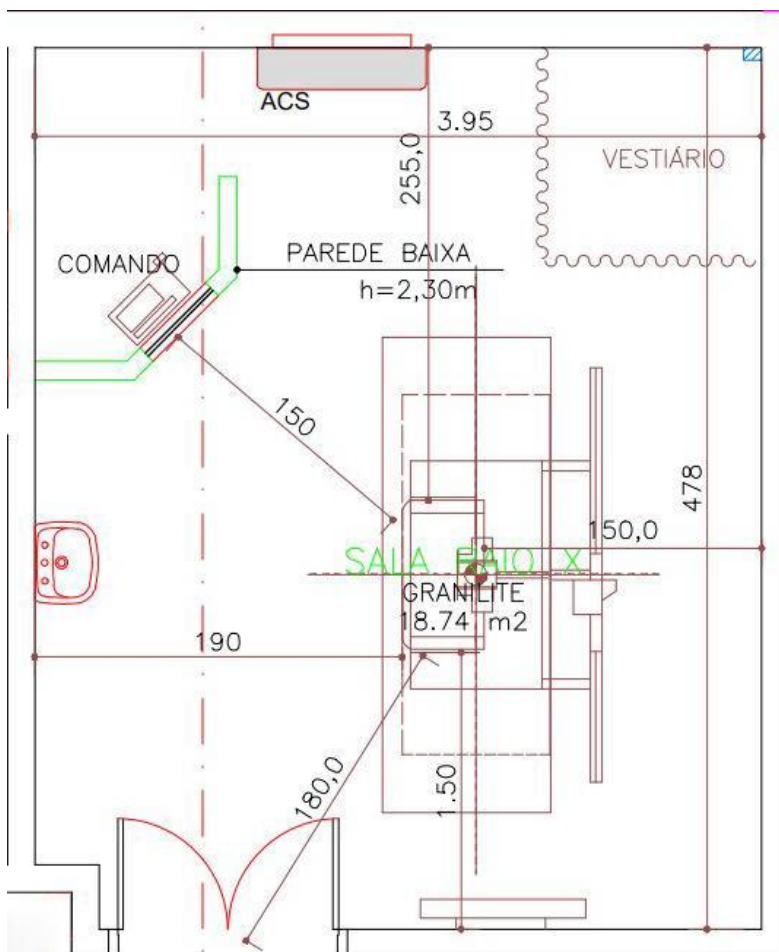 ACS
3.95
255,0
VESTIÁRIO
COMANDO
PAREDE BAIXA
h=2,30m
150
478
150,0
SALA RAIO X
GRANILITE
18.74 m2
190
180,0
1.50